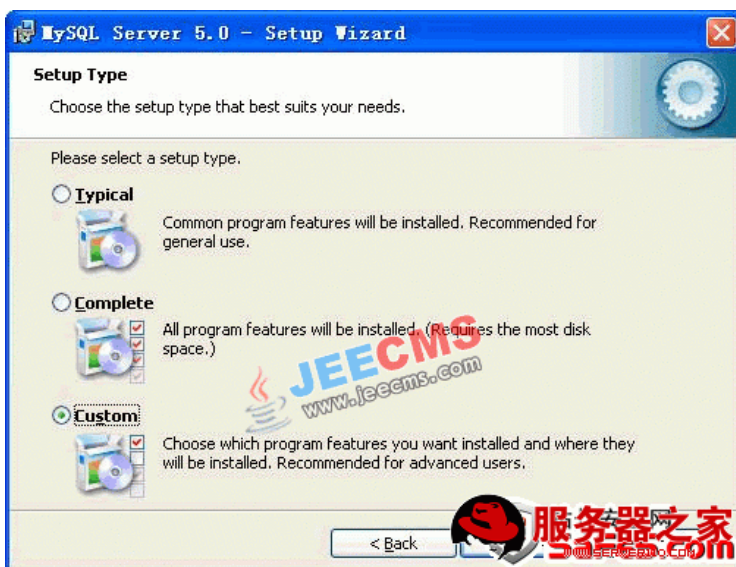 MySQL Server 5.0 - Setup Wizard
Setup Type
Choose the setup type that best suits your needs.
Please select a setup type.
Typical
Common program features will be installed. Recommended for
general use.
Complete
All program features will be installed. (Requires the most disk
space.)
JEECMS
www.jeecms.com
Custom
Choose which program features you want installed and where they
will be installed. Recommended for advanced users.
< Back
服务器之家